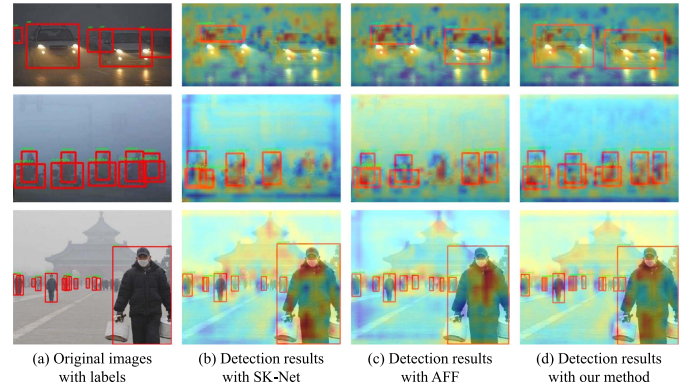 (a) Original images
with labels
(b) Detection results
with SK-Net
(c) Detection results
with AFF
(d) Detection results
with our method